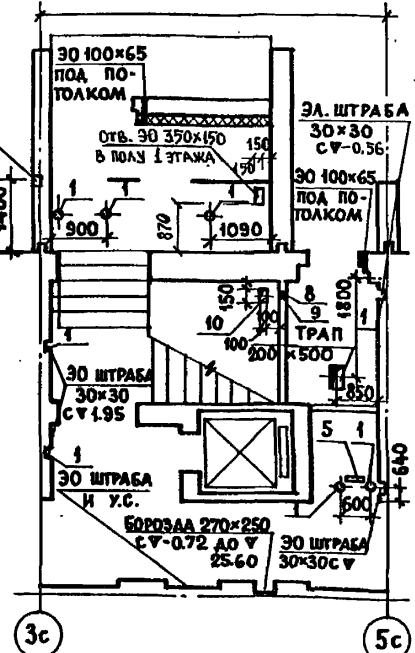 ЭО 100×65
ПОД ПО-
ТОЛКОМ
ЭЛ. ШТРАБА
30×30
С ∇-0.56
ОТВ. ЭО 350×150
В ПОЛУ 1 ЭТАЖА
150
150
ЭО 100×65
ПОД ПО-
ТОЛКОМ
1400
1
1
1
900
870
1090
150
8
9
10
100
100
ТРАП
200×500
1800
1
850
1
ЭО ШТРАБА
30×30
С ∇ 1.95
1
ЭО ШТРАБА
И У.С.
5
1
640
600
БОРОЗДА 270×250
С ∇-0.72 ДО ∇
25.60
ЭО ШТРАБА
30×30 С ∇
3с
5с